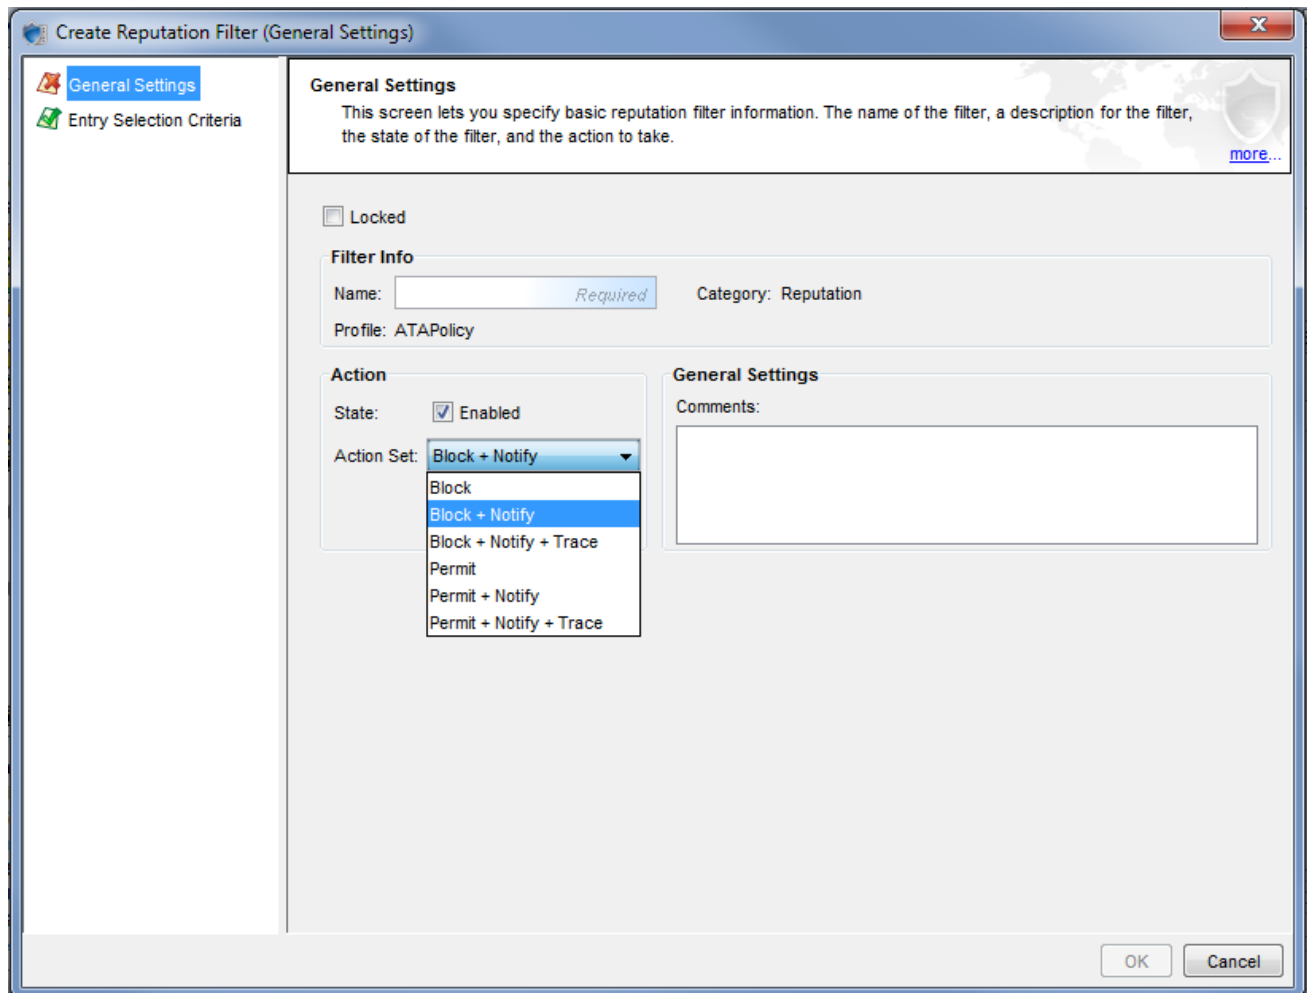 Create Reputation Filter (General Settings)
General Settings
Entry Selection Criteria
General Settings
This screen lets you specify basic reputation filter information. The name of the filter, a description for the filter,
the state of the filter, and the action to take.
more...
Locked
Filter Info
Name: Required Category: Reputation
Profile: ATAPolicy
Action
State: Enabled
Action Set: Block + Notify
Block
Block + Notify
Block + Notify + Trace
Permit
Permit + Notify
Permit + Notify + Trace
General Settings
Comments:
OK Cancel